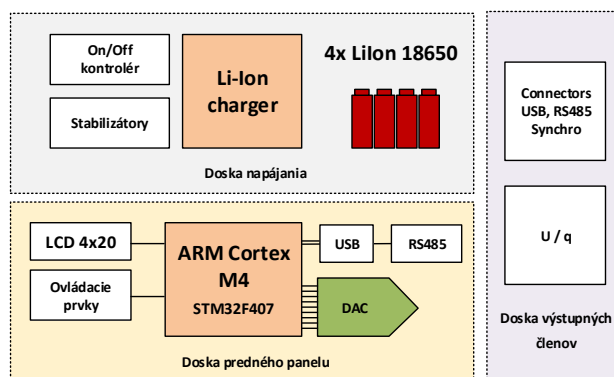 On/Off
kontrolér
Stabilizátory
Li-Ion
charger
4x LiIon 18650
Doska napájania
LCD 4x20
Ovládacie
prvky
ARM Cortex
M4
STM32F407
USB
RS485
DAC
Doska predného panelu
Connectors
USB, RS485
Synchro
U / q
Doska výstupných
členov